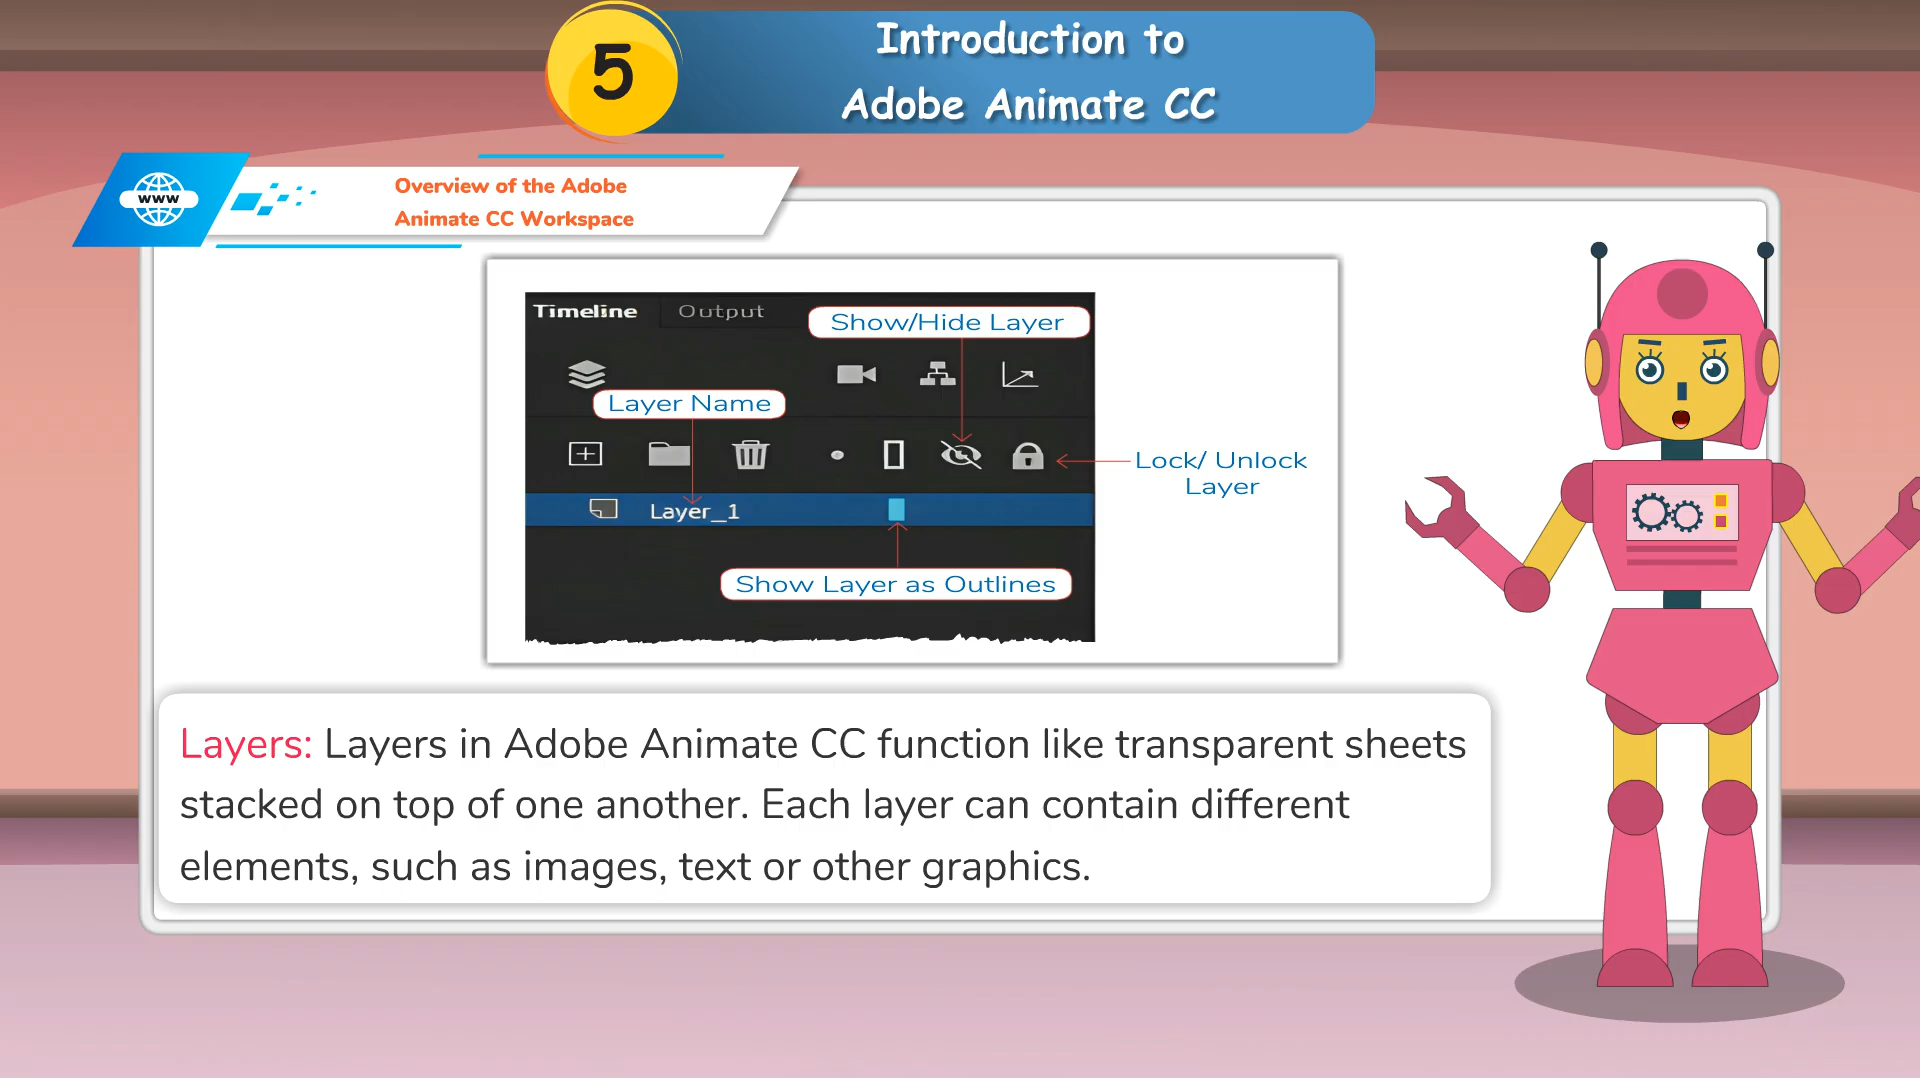 5
Introduction to
Adobe Animate CC
www
Overview of the Adobe
Animate CC Workspace
Timeline
Output
Show/Hide Layer
Layer Name
Lock/ Unlock
Layer
Layer_1
Show Layer as Outlines
Layers: Layers in Adobe Animate CC function like transparent sheets
stacked on top of one another. Each layer can contain different
elements, such as images, text or other graphics.